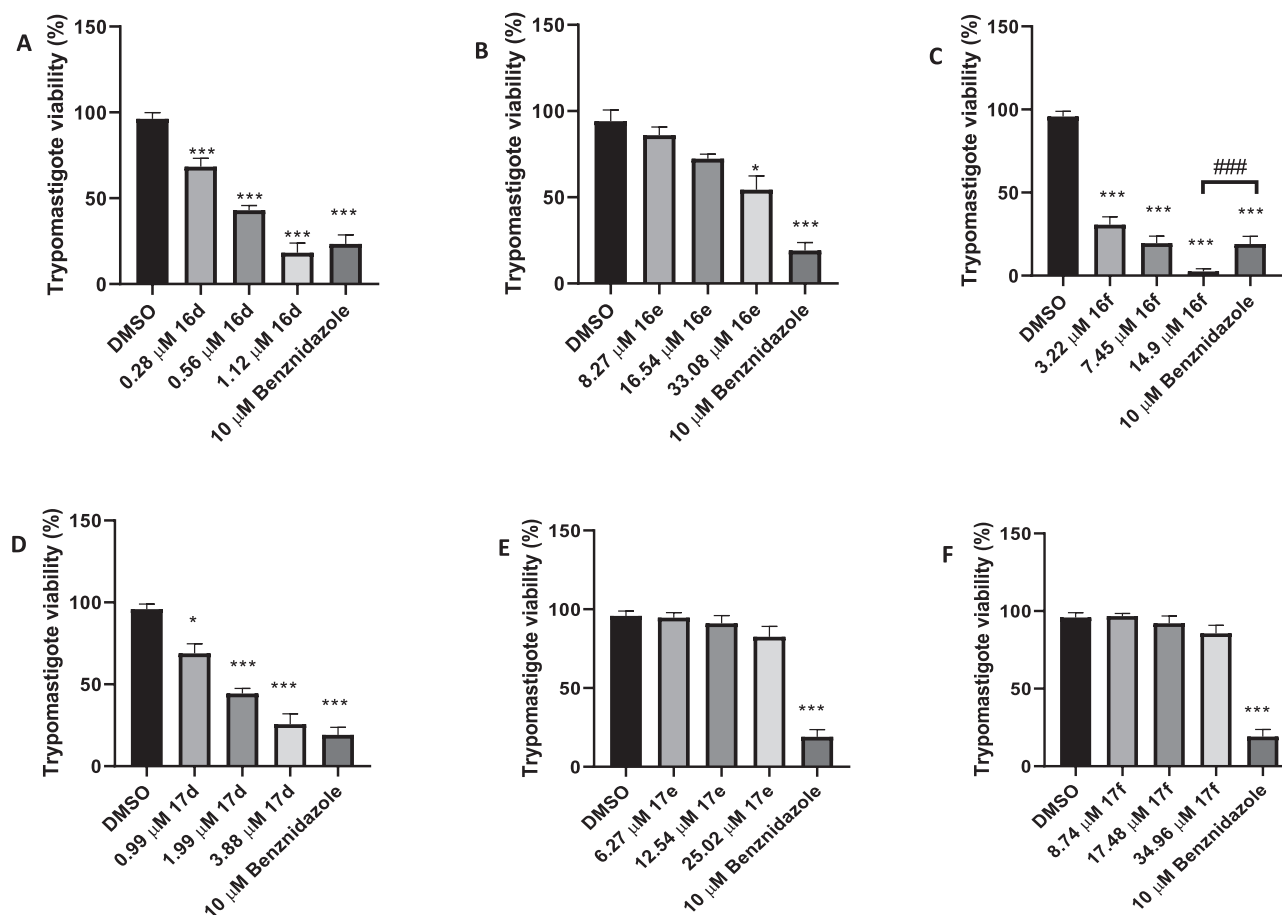 A
Trypomastigote viability (%)
150
100
50
0
***
***
***
***
DMSO
0.28 μM 16d
0.56 μM 16d
1.12 μM 16d
10 μM Benznidazole
B
Trypomastigote viability (%)
150
100
50
0
*
***
DMSO
8.27 μM 16e
16.54 μM 16e
33.08 μM 16e
10 μM Benznidazole
C
Trypomastigote viability (%)
150
100
50
0
###
***
***
***
***
DMSO
3.22 μM 16f
7.45 μM 16f
14.9 μM 16f
10 μM Benznidazole
D
Trypomastigote viability (%)
150
100
50
0
*
***
***
***
DMSO
0.99 μM 17d
1.99 μM 17d
3.88 μM 17d
10 μM Benznidazole
E
Trypomastigote viability (%)
150
100
50
0
***
DMSO
6.27 μM 17e
12.54 μM 17e
25.02 μM 17e
10 μM Benznidazole
F
Trypomastigote viability (%)
150
100
50
0
***
DMSO
8.74 μM 17f
17.48 μM 17f
34.96 μM 17f
10 μM Benznidazole